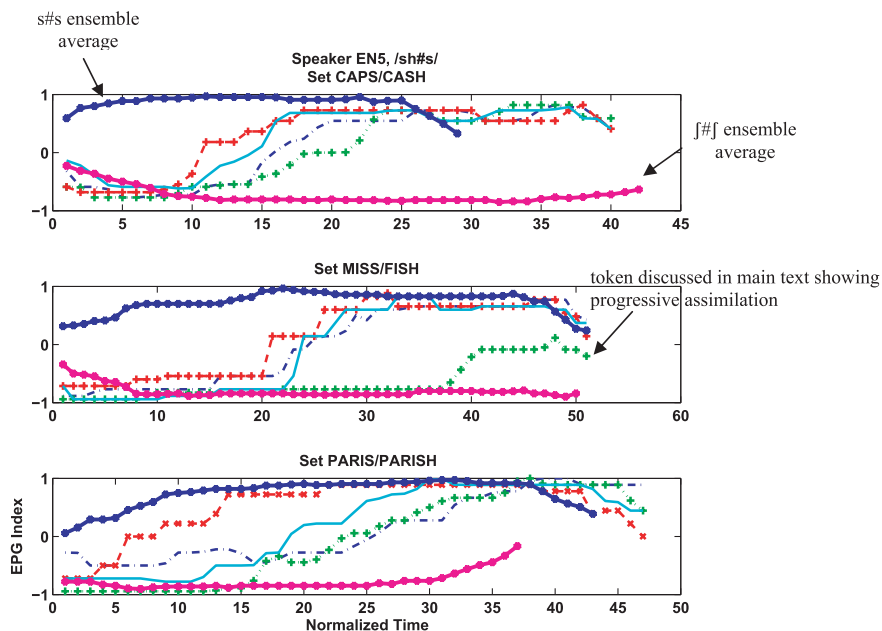 s#s ensemble
average
Speaker EN5, /sh#s/
Set CAPS/CASH
ʃ#ʃ ensemble
average
1
0
−1
0 5 10 15 20 25 30 35 40 45
Set MISS/FISH
token discussed in main text showing
progressive assimilation
1
0
−1
0 10 20 30 40 50 60
Set PARIS/PARISH
EPG Index
1
0
−1
0 5 10 15 20 25 30 35 40 45 50
Normalized Time